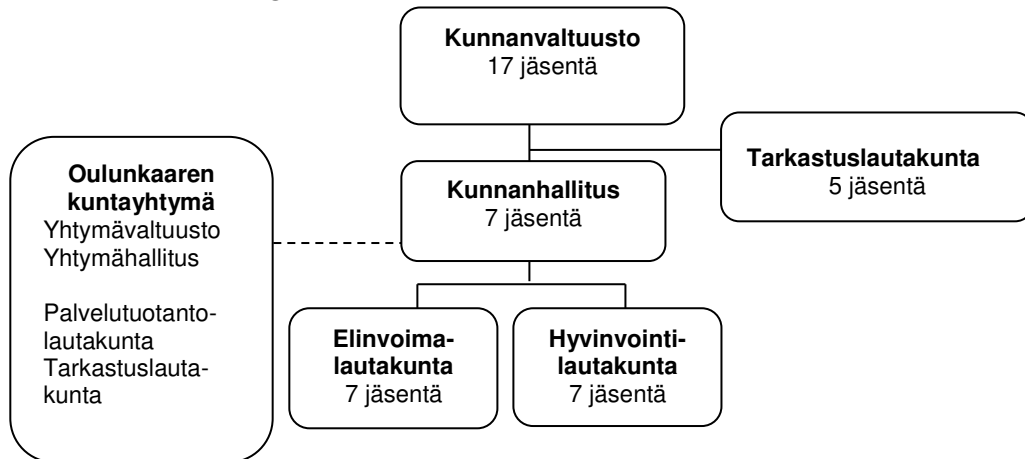 Kunnanvaltuusto
17 jäsentä
Tarkastuslautakunta
5 jäsentä
Oulunkaaren
kuntayhtymä
Yhtymävaltuusto
Yhtymähallitus
Palvelutuotanto-
lautakunta
Tarkastuslauta-
kunta
Kunnanhallitus
7 jäsentä
Elinvoima-
lautakunta
7 jäsentä
Hyvinvointi-
lautakunta
7 jäsentä